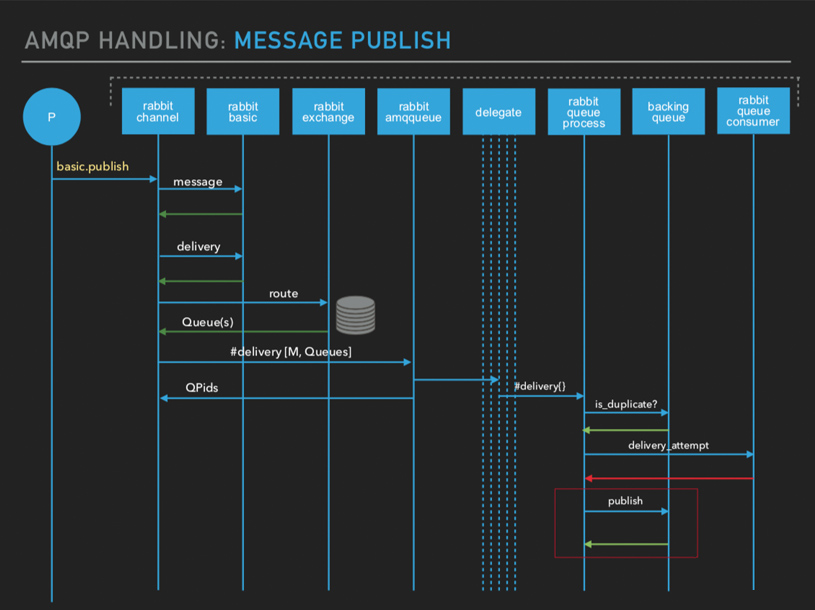 AMQP HANDLING: MESSAGE PUBLISH
P
rabbit
channel
rabbit
basic
rabbit
exchange
rabbit
amqqueue
delegate
rabbit
queue
process
backing
queue
rabbit
queue
consumer
basic.publish
message
delivery
route
Queue(s)
#delivery [M, Queues]
QPids
#delivery{}
is_duplicate?
delivery_attempt
publish